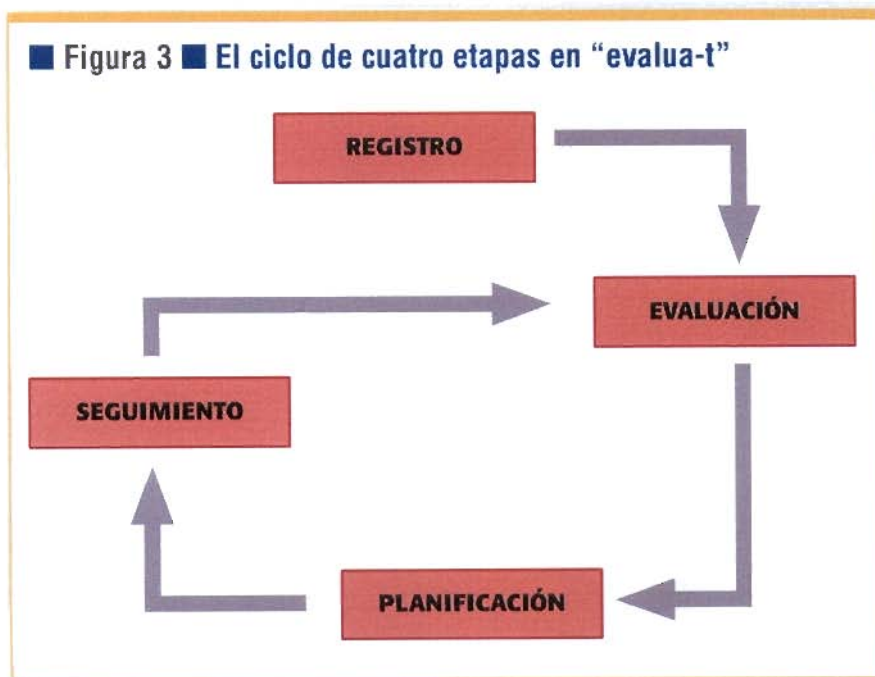 ■ Figura 3 ■ El ciclo de cuatro etapas en “evalua-t”
REGISTRO
EVALUACIÓN
SEGUIMIENTO
PLANIFICACIÓN